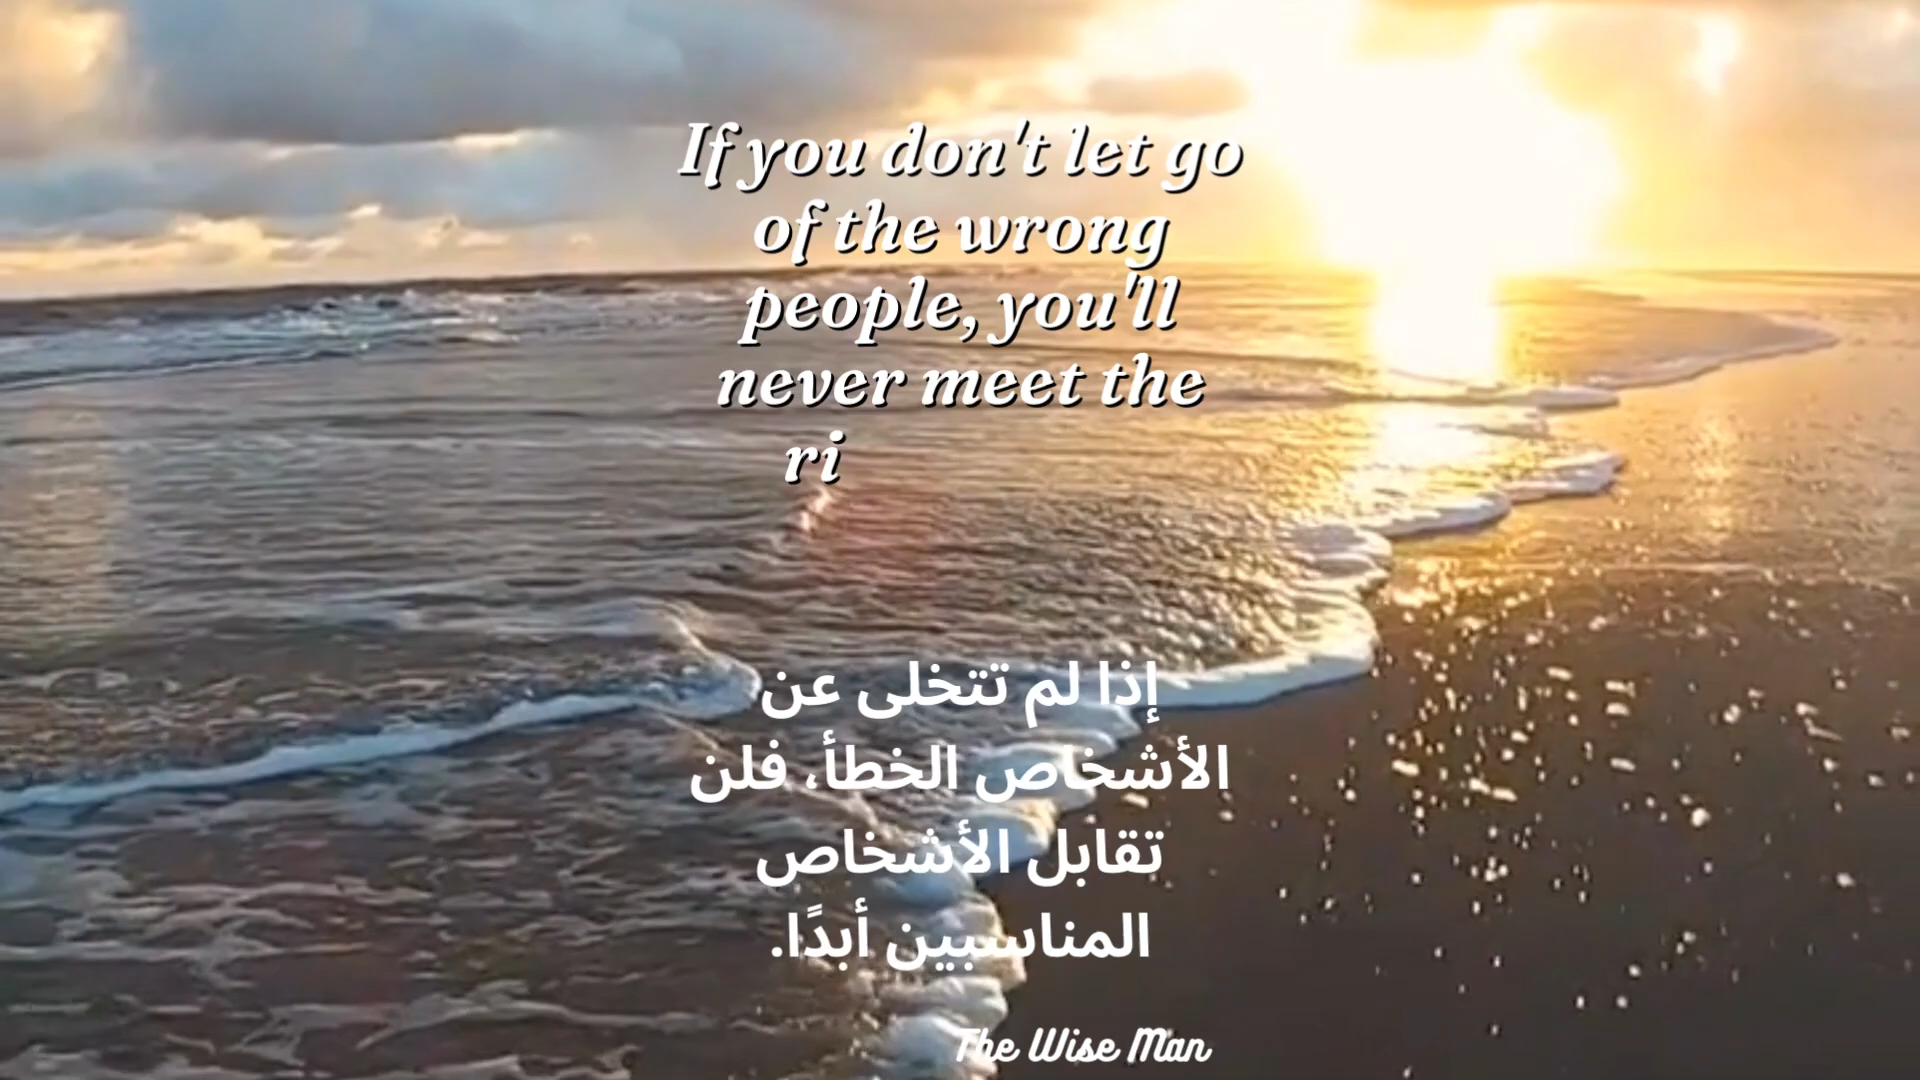 If you don't let go
of the wrong
people, you'll
never meet the
ri
إذا لم تتخلى عن
الأشخاص الخطأ، فلن
تقابل الأشخاص
المناسبين أبدًا.
The Wise Man